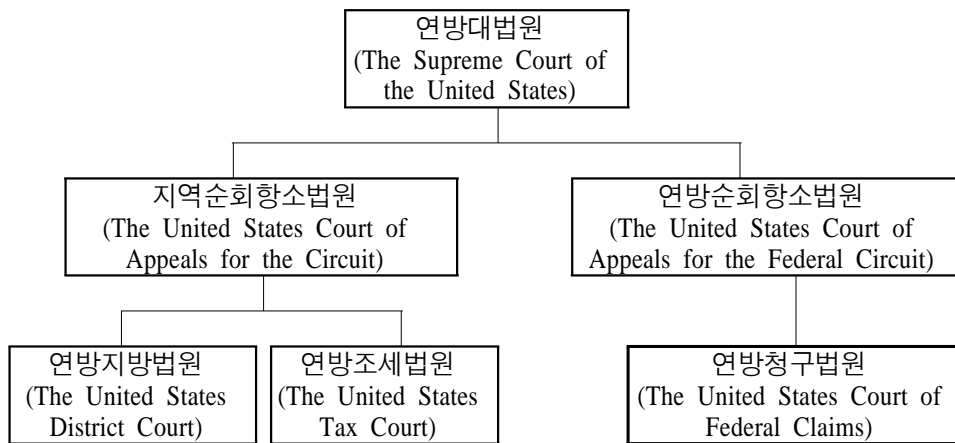 연방대법원
(The Supreme Court of
the United States)
지역순회항소법원
(The United States Court of
Appeals for the Circuit)
연방순회항소법원
(The United States Court of
Appeals for the Federal Circuit)
연방지방법원
(The United States
District Court)
연방조세법원
(The United States
Tax Court)
연방청구법원
(The United States Court of
Federal Claims)